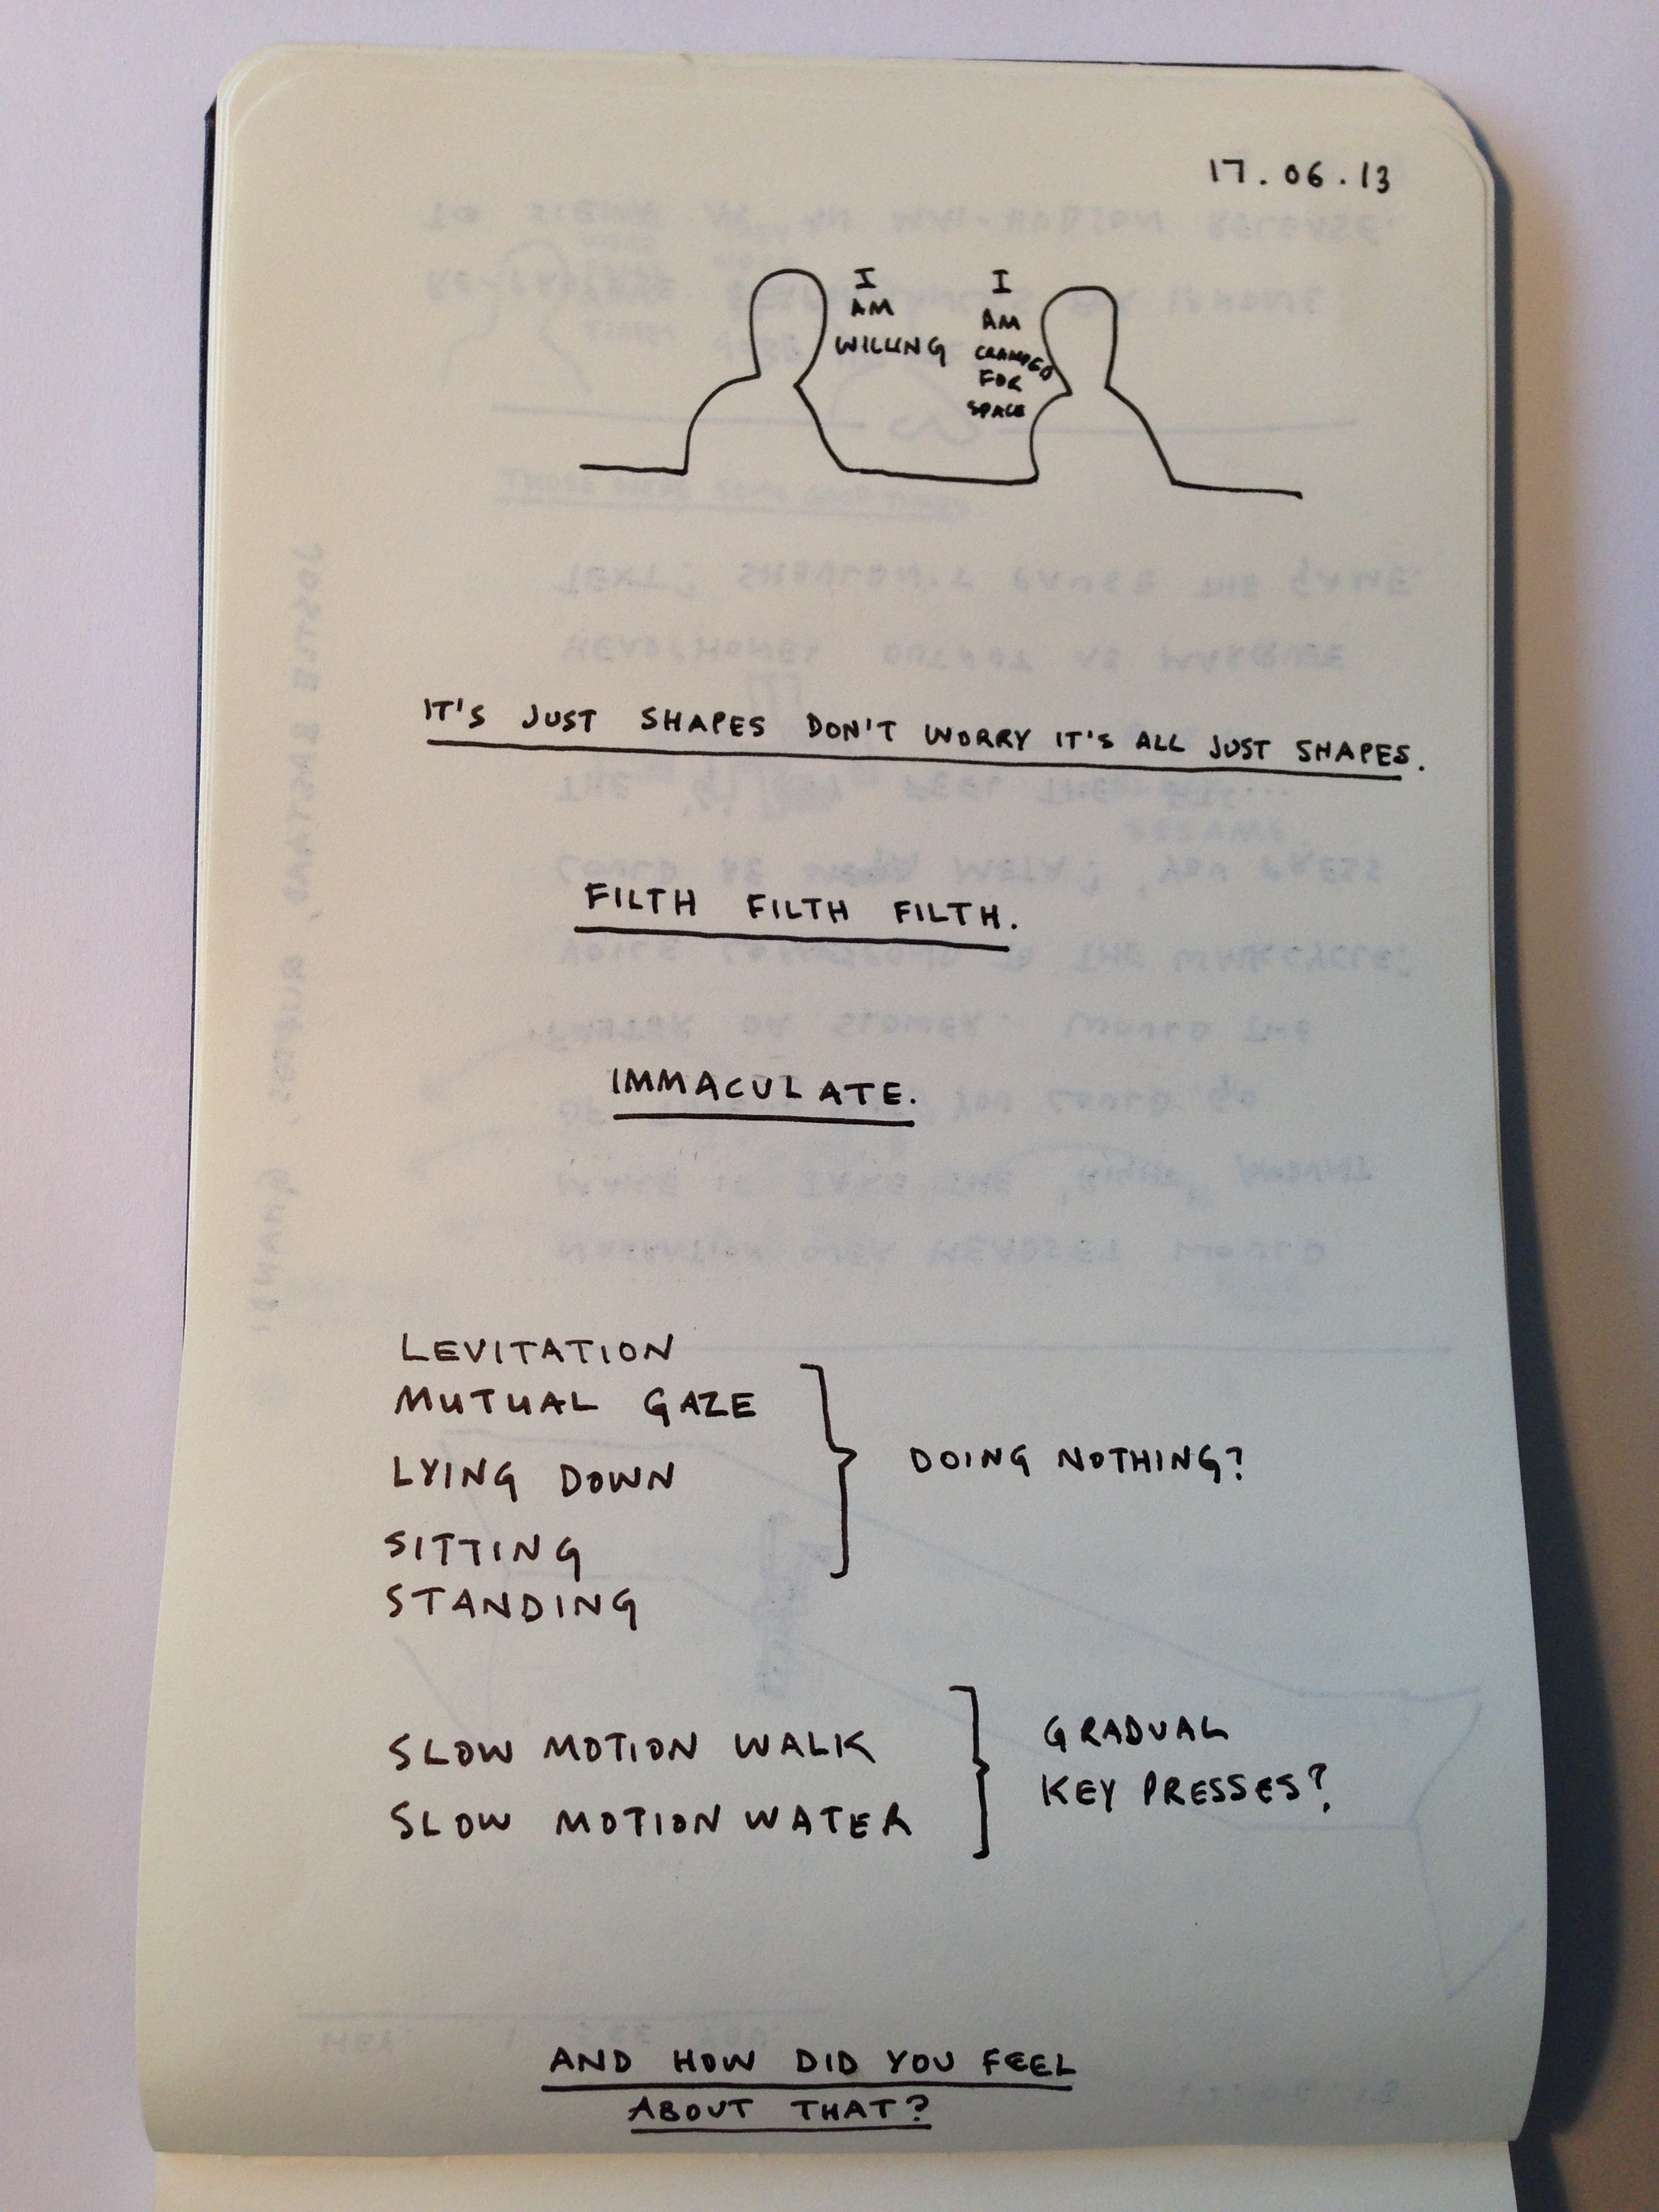 17.06.13
I
AM
WILLING
I
AM
CRAMPED
FOR
SPACE
IT'S JUST SHAPES DON'T WORRY IT'S ALL JUST SHAPES.
FILTH FILTH FILTH.
IMMACULATE.
LEVITATION
MUTUAL GAZE
LYING DOWN
SITTING
STANDING
DOING NOTHING?
SLOW MOTION WALK
SLOW MOTION WATER
GRADUAL
KEY PRESSES?
AND HOW DID YOU FEEL
ABOUT THAT?